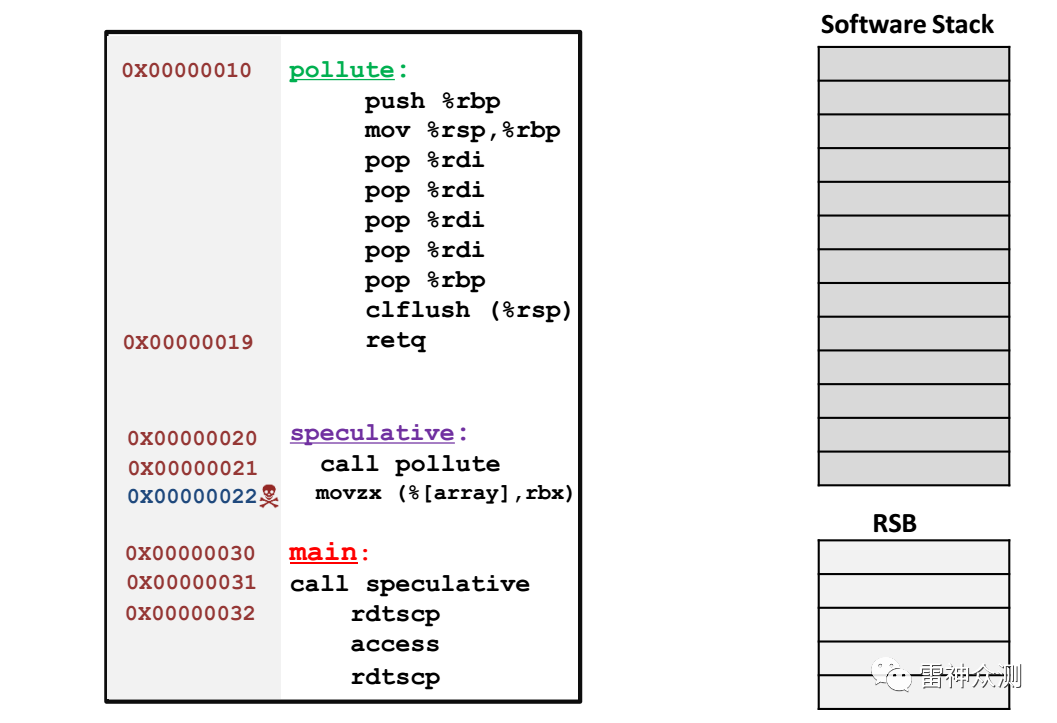 Software Stack
0X00000010 pollute:
push %rbp
mov %rsp,%rbp
pop %rdi
pop %rdi
pop %rdi
pop %rdi
pop %rbp
clflush (%rsp)
0X00000019 retq
0X00000020 speculative:
0X00000021 call pollute
0X00000022 movzx (%[array],rbx)
RSB
0X00000030 main:
0X00000031 call speculative
0X00000032 rdtscp
access
rdtscp
雷神众测